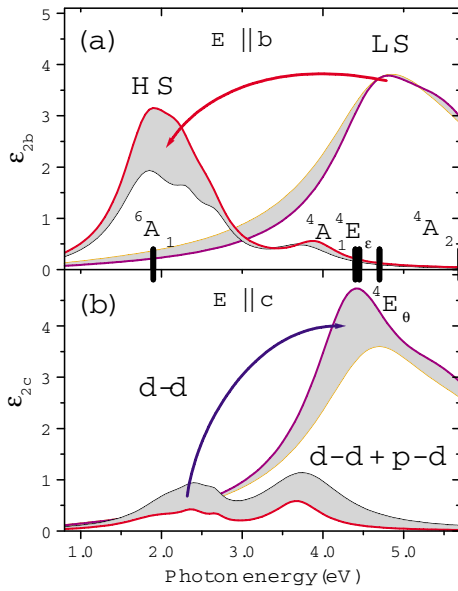 (a)
E ||b
LS
HS
ε2b
5
4
3
2
1
0
6A1
4A1
4Eε
4A2
(b)
E ||c
4Eθ
ε2c
4
3
2
1
0
d-d
d-d+p-d
1.0 2.0 3.0 4.0 5.0
Photon energy (eV)